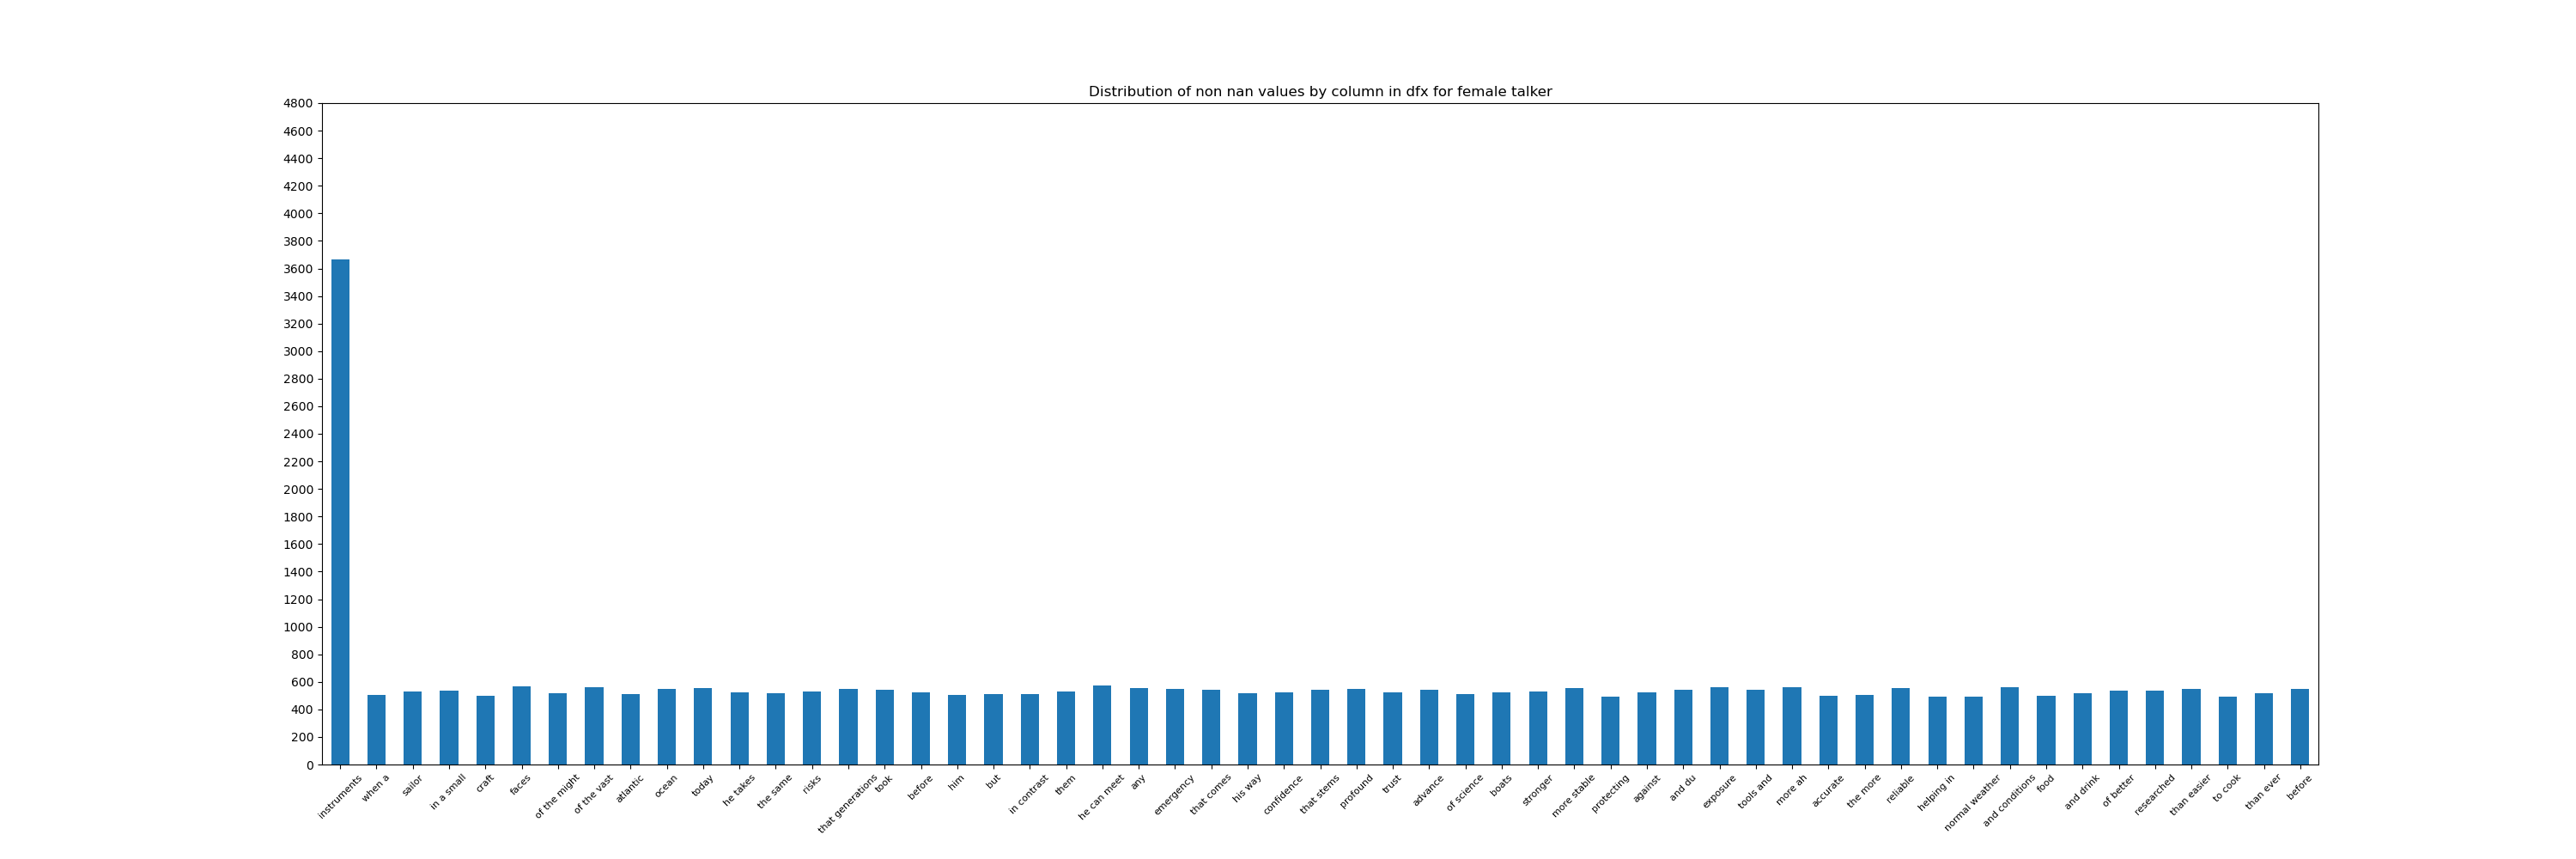 Distribution of non nan values by column in dfx for female talker
4800
4600
4400
4200
4000
3800
3600
3400
3200
3000
2800
2600
2400
2200
2000
1800
1600
1400
1200
1000
800
600
400
200
0
instruments
when a
sailor
in a small
craft
faces
of the might
of the vast
atlantic
ocean
today
he takes
the same
risks
that generations
took
before
him
but
in contrast
them
he can meet
any
emergency
that comes
his way
confidence
that stems
profound
trust
advance
of science
boats
stronger
more stable
protecting
against
and du
exposure
tools and
more ah
accurate
the more
reliable
helping in
normal weather
and conditions
food
and drink
of better
researched
than easier
to cook
than ever
before